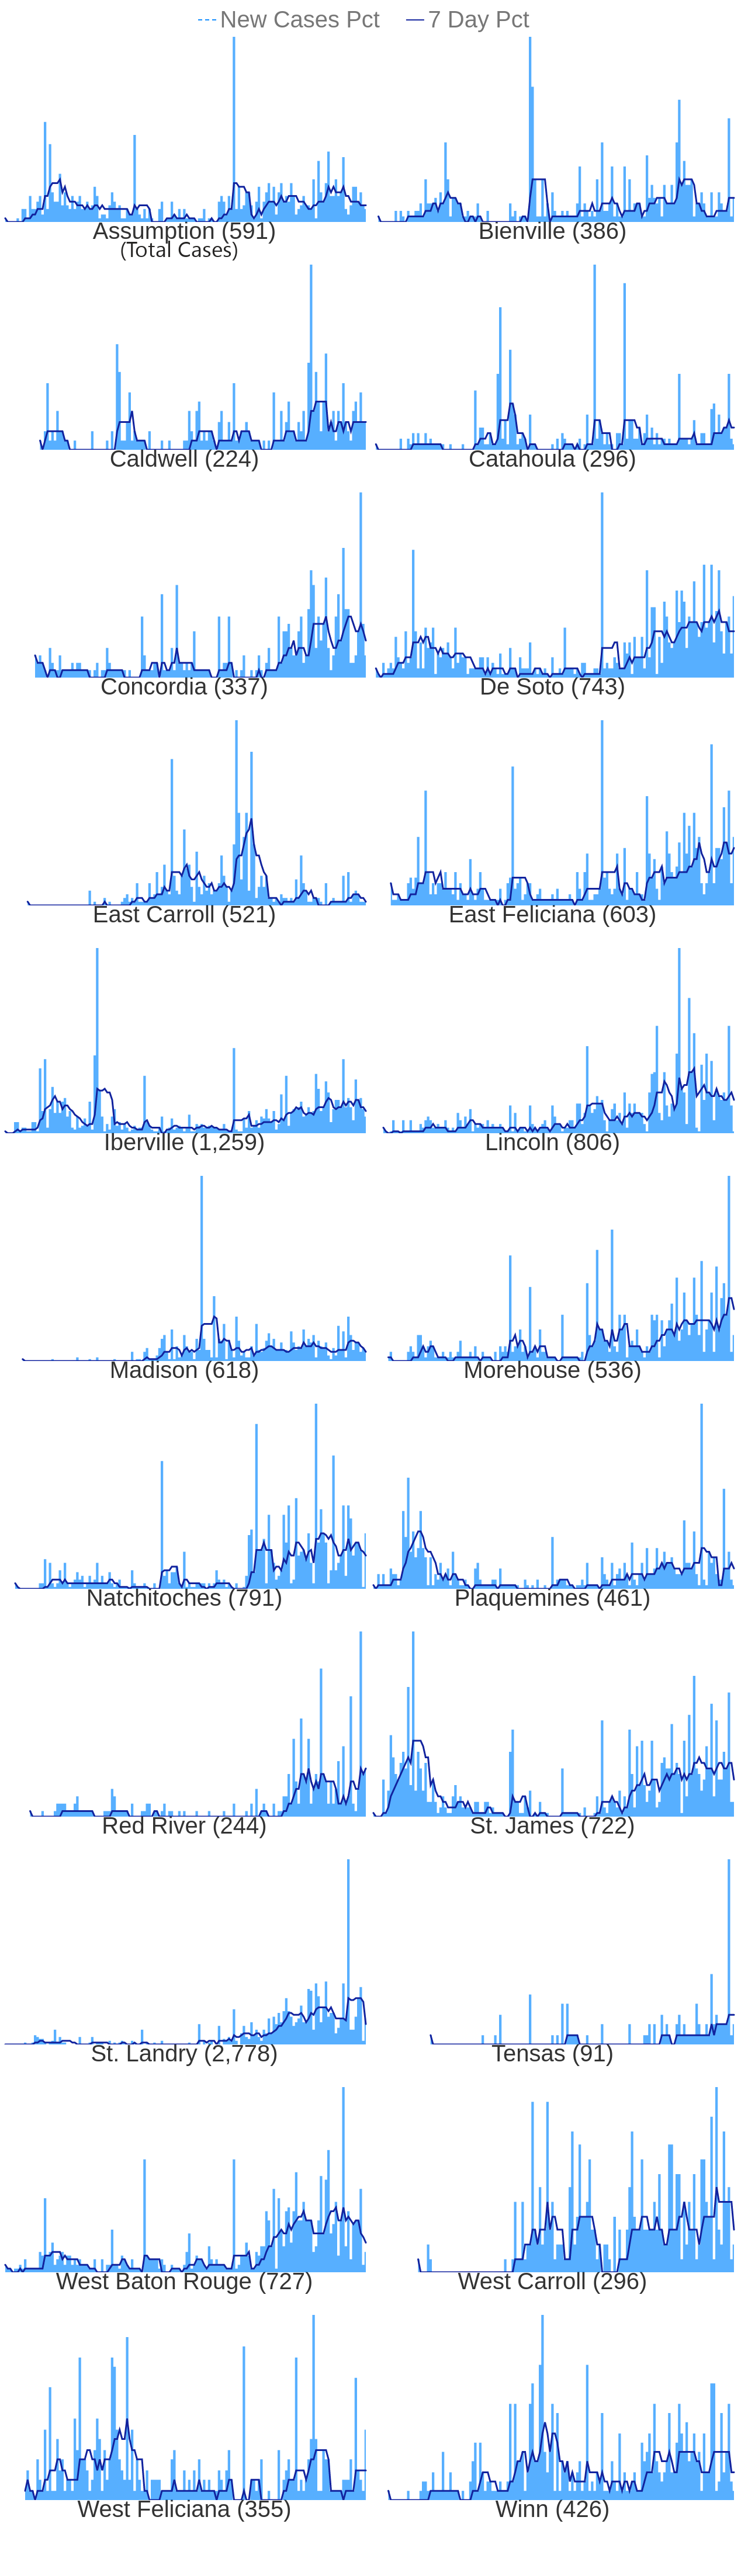 New Cases Pct 7 Day Pct
Assumption (591) Bienville (386)
(Total Cases)
Caldwell (224) Catahoula (296)
Concordia (337) De Soto (743)
East Carroll (521) East Feliciana (603)
Iberville (1,259) Lincoln (806)
Madison (618) Morehouse (536)
Natchitoches (791) Plaquemines (461)
Red River (244) St. James (722)
St. Landry (2,778) Tensas (91)
West Baton Rouge (727) West Carroll (296)
West Feliciana (355) Winn (426)